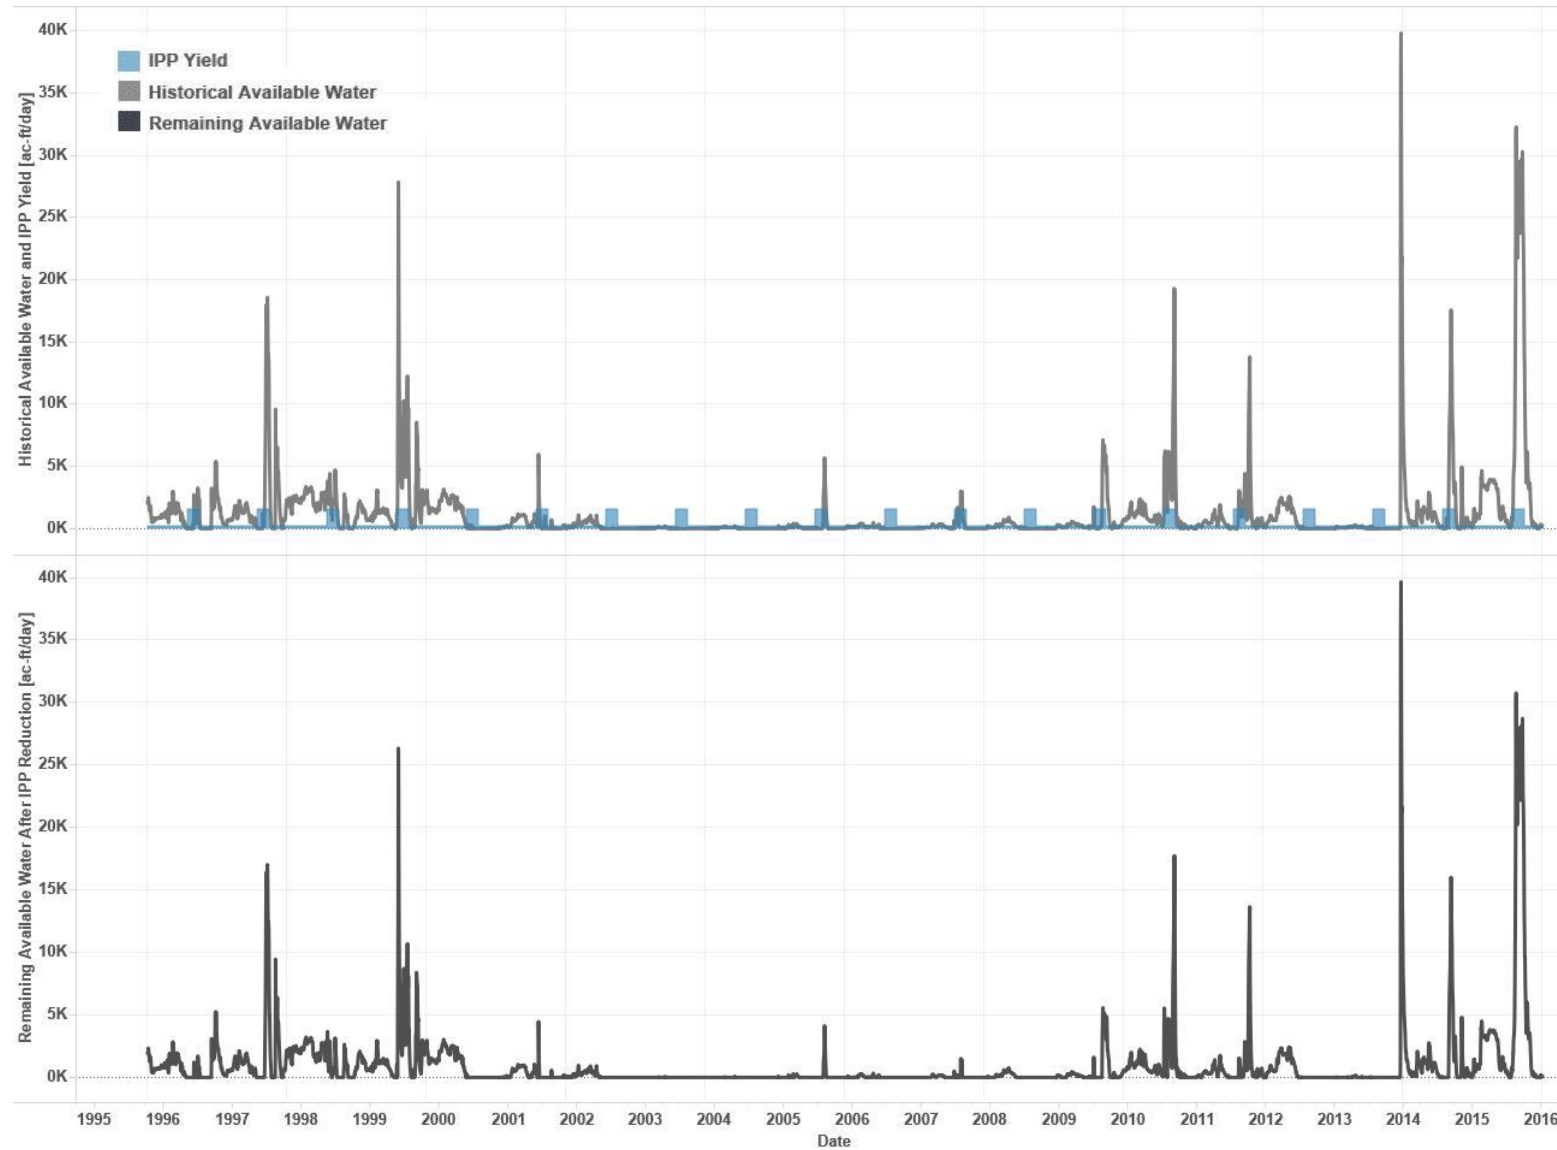 Historical Available Water and IPP Yield [ac-ft/day]
40K
35K
30K
25K
20K
15K
10K
5K
0K
IPP Yield
Historical Available Water
Remaining Available Water
Remaining Available Water After IPP Reduction [ac-ft/day]
40K
35K
30K
25K
20K
15K
10K
5K
0K
1995 1996 1997 1998 1999 2000 2001 2002 2003 2004 2005 2006 2007 2008 2009 2010 2011 2012 2013 2014 2015 2016
Date